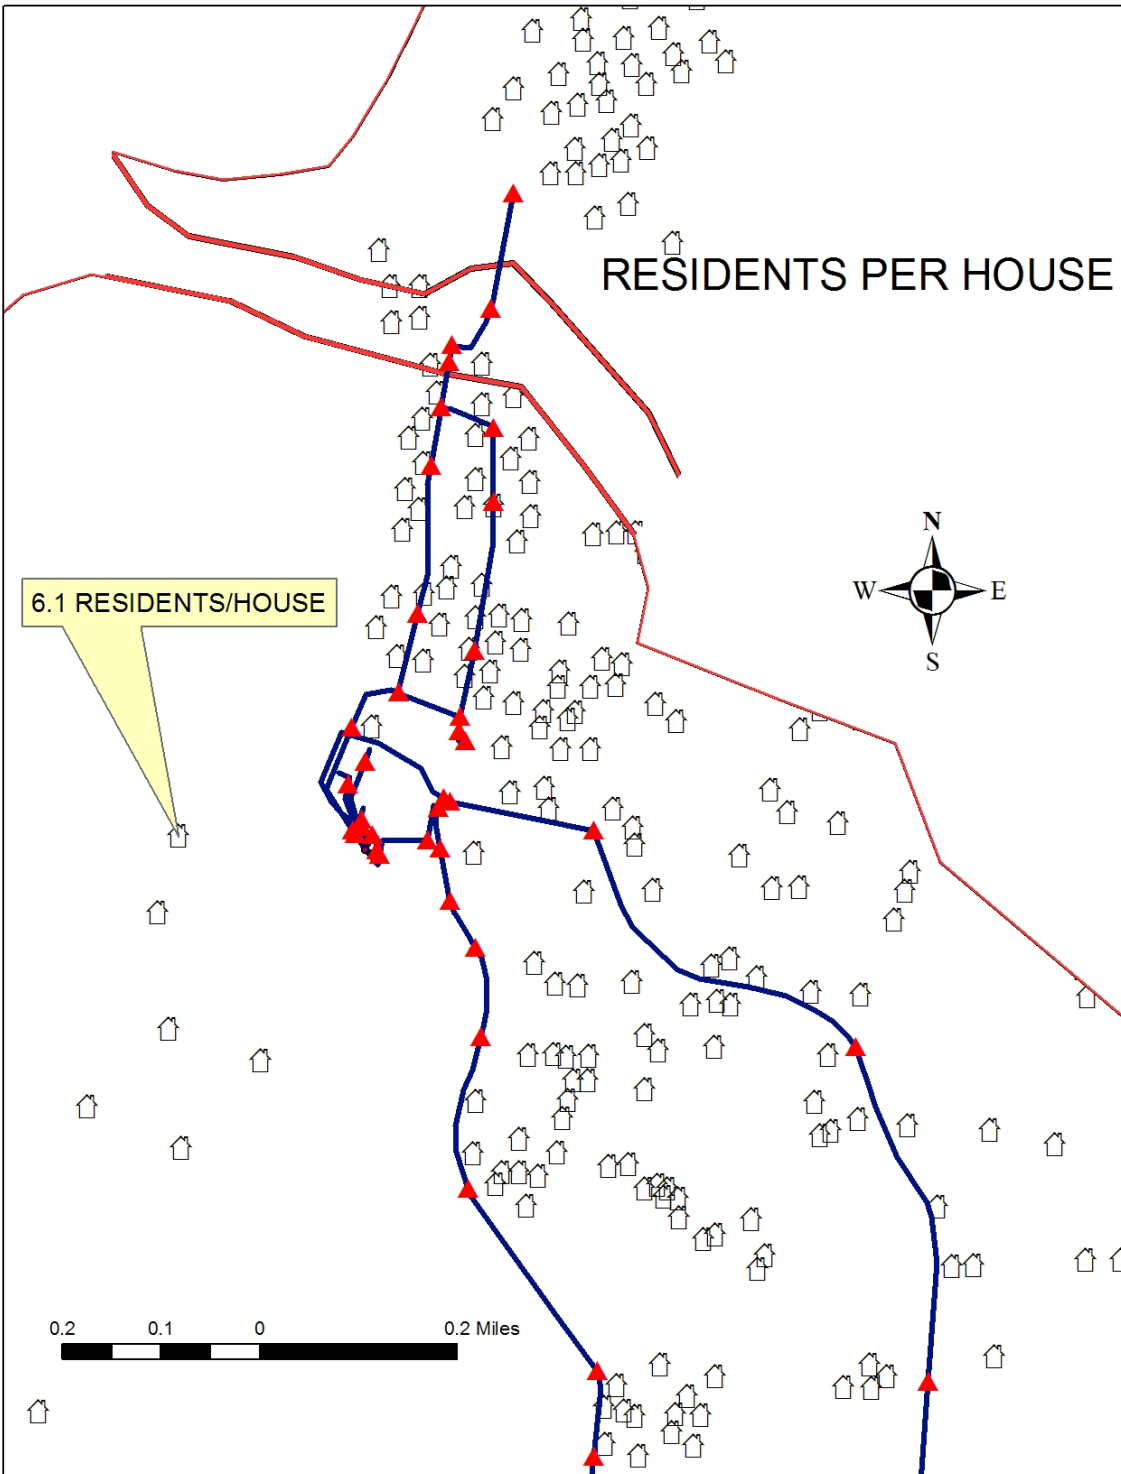 RESIDENTS PER HOUSE
N
W E
S
6.1 RESIDENTS/HOUSE
0.2 0.1 0 0.2 Miles